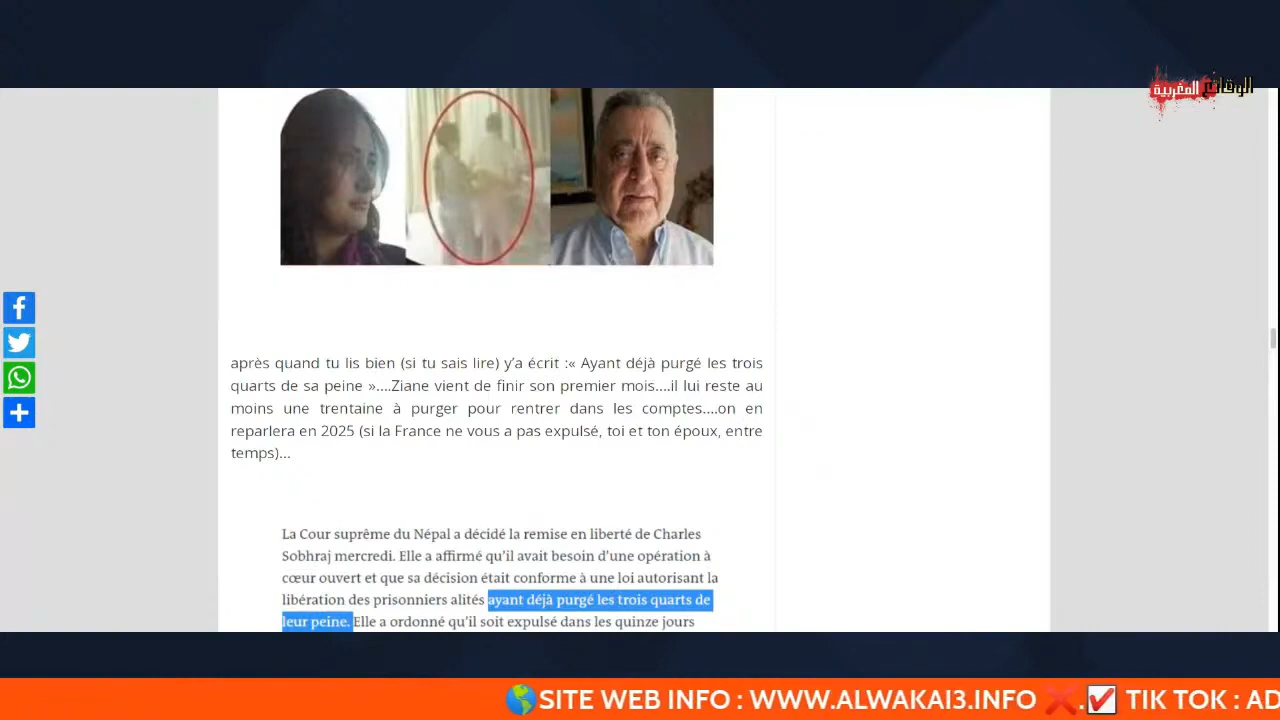 الوقائع المغربية
après quand tu lis bien (si tu sais lire) y’a écrit :« Ayant déjà purgé les trois
quarts de sa peine »....Ziane vient de finir son premier mois....il lui reste au
moins une trentaine à purger pour rentrer dans les comptes....on en
reparlera en 2025 (si la France ne vous a pas expulsé, toi et ton époux, entre
temps)...
La Cour suprême du Népal a décidé la remise en liberté de Charles
Sobhraj mercredi. Elle a affirmé qu’il avait besoin d’une opération à
cœur ouvert et que sa décision était conforme à une loi autorisant la
libération des prisonniers alités ayant déjà purgé les trois quarts de
leur peine. Elle a ordonné qu’il soit expulsé dans les quinze jours
SITE WEB INFO : WWW.ALWAKAI3.INFO . TIK TOK : AD